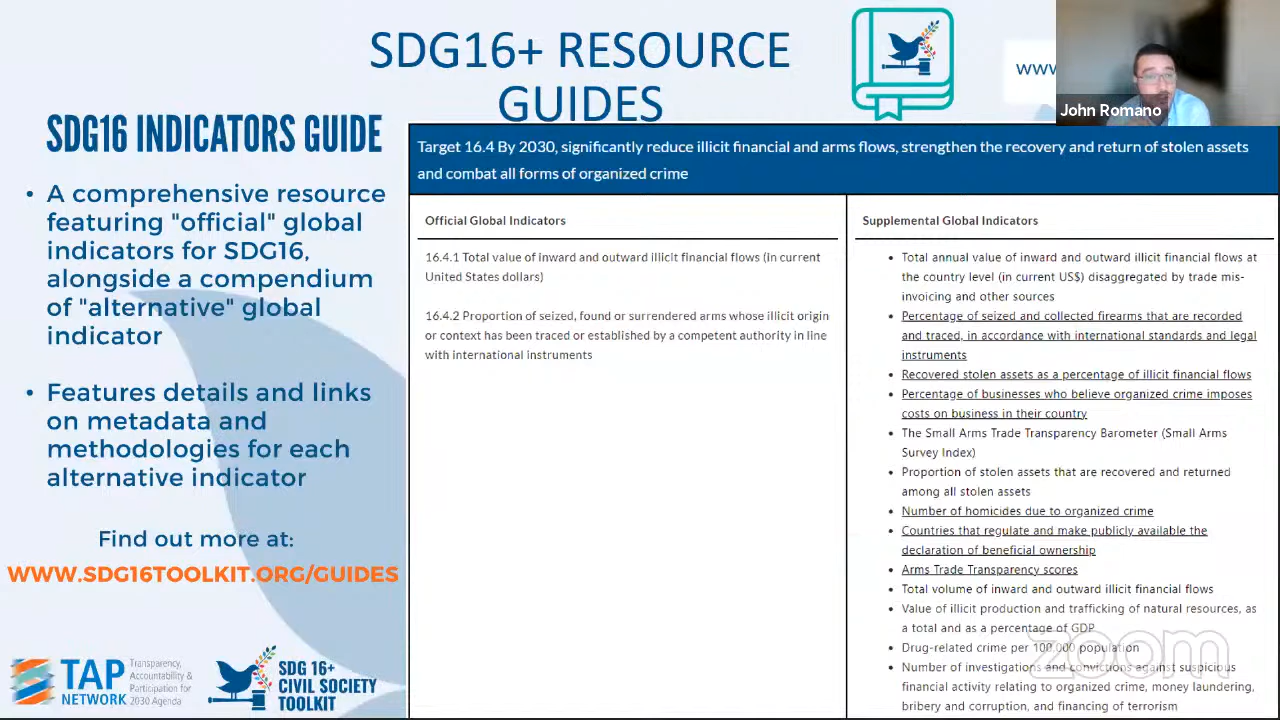 SDG16+ RESOURCE
GUIDES
www.
John Romano
SDG16 INDICATORS GUIDE
• A comprehensive resource
featuring "official" global
indicators for SDG16,
alongside a compendium
of "alternative" global
indicator
• Features details and links
on metadata and
methodologies for each
alternative indicator
Find out more at:
WWW.SDG16TOOLKIT.ORG/GUIDES
TAP
NETWORK
Transparency,
Accountability &
Participation for
2030 Agenda
SDG 16+
CIVIL SOCIETY
TOOLKIT
Target 16.4 By 2030, significantly reduce illicit financial and arms flows, strengthen the recovery and return of stolen assets
and combat all forms of organized crime
Official Global Indicators
16.4.1 Total value of inward and outward illicit financial flows (in current
United States dollars)
16.4.2 Proportion of seized, found or surrendered arms whose illicit origin
or context has been traced or established by a competent authority in line
with international instruments
Supplemental Global Indicators
• Total annual value of inward and outward illicit financial flows at
the country level (in current US$) disaggregated by trade mis-
invoicing and other sources
• Percentage of seized and collected firearms that are recorded
and traced, in accordance with international standards and legal
instruments
• Recovered stolen assets as a percentage of illicit financial flows
• Percentage of businesses who believe organized crime imposes
costs on business in their country
• The Small Arms Trade Transparency Barometer (Small Arms
Survey Index)
• Proportion of stolen assets that are recovered and returned
among all stolen assets
• Number of homicides due to organized crime
• Countries that regulate and make publicly available the
declaration of beneficial ownership
• Arms Trade Transparency scores
• Total volume of inward and outward illicit financial flows
• Value of illicit production and trafficking of natural resources, as
a total and as a percentage of GDP
• Drug-related crime per 100,000 population
• Number of investigations and convictions against suspicious
financial activity relating to organized crime, money laundering,
bribery and corruption, and financing of terrorism
zoom